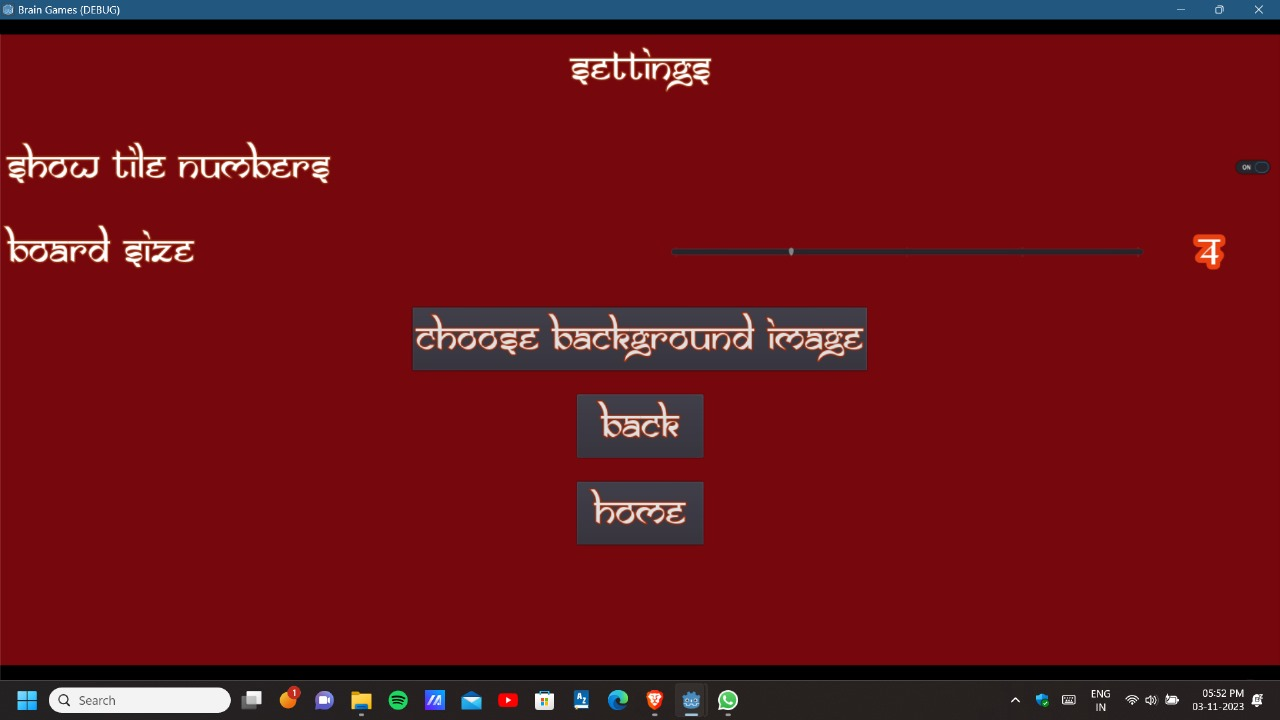 Brain Games (DEBUG)
settings
show tile numbers
ON
board size
4
choose background image
back
home
Search
1
ENG
IN
05:52 PM
03-11-2023